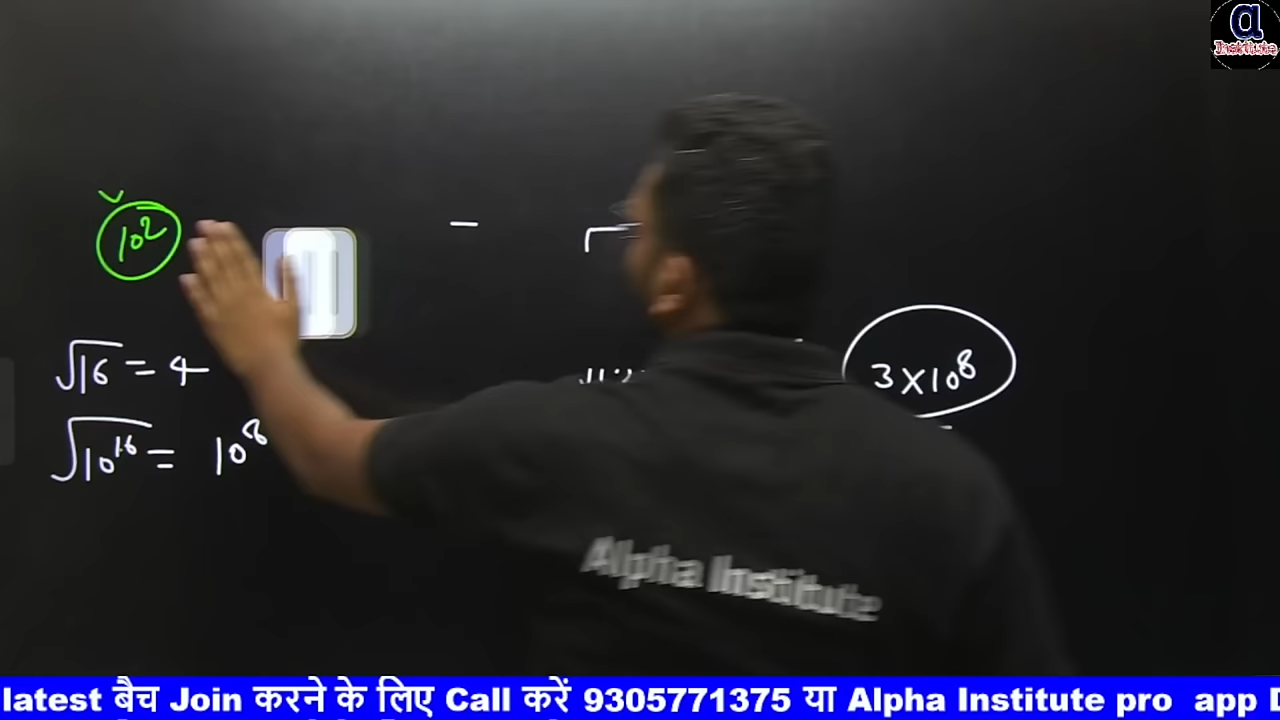 α
Institute
10²
√16 = 4
√10¹⁶ = 10⁸
3 × 10⁸
Alpha Institute
latest बैच Join करने के लिए Call करें 9305771375 या Alpha Institute pro app